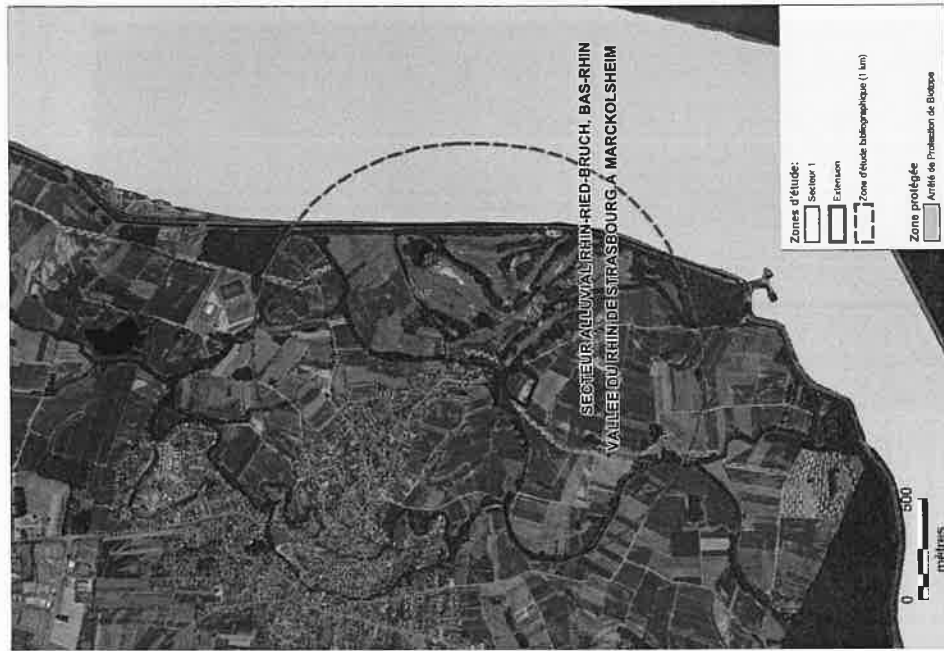 SECTEUR ALLUVIAL RHIN-RIED-BRUCH, BAS-RHIN
VALLEE DU RHIN DE STRASBOURG A MARCKOLSHEIM
Zones d'étude:
Secteur 1
Extension
Zone d'étude bibliographique (1 km)
Zone protégée
Arrêté de Protection de Biotope
0
500
mètres